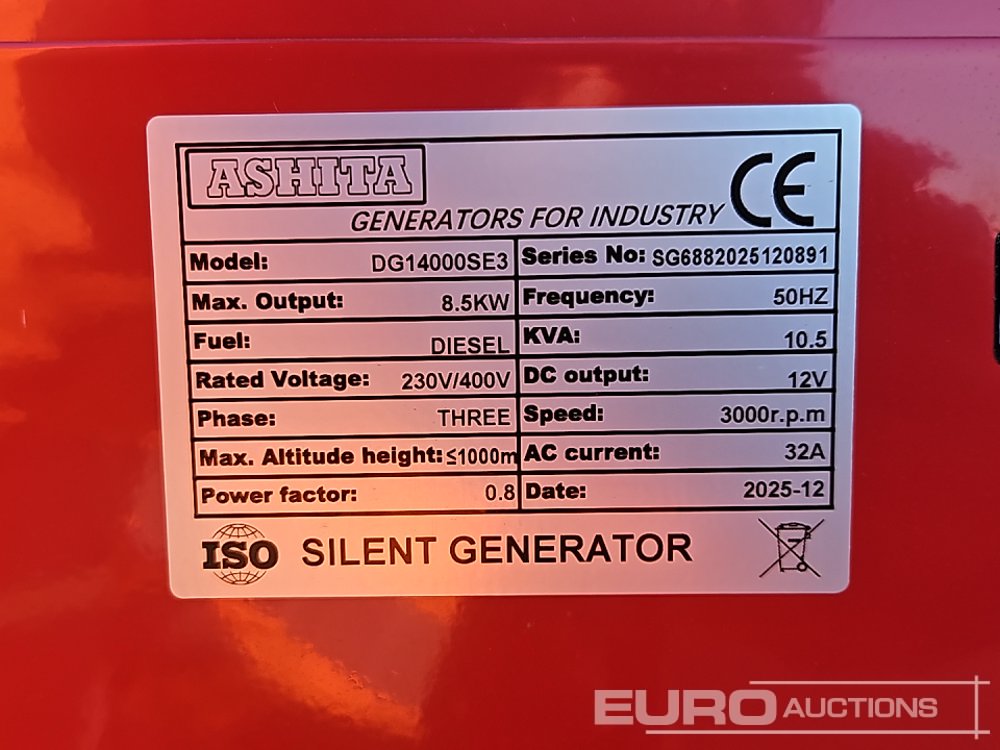 ASHITA
GENERATORS FOR INDUSTRY CE
Model: DG14000SE3 Series No: SG6882025120891
Max. Output: 8.5KW Frequency: 50HZ
Fuel: DIESEL KVA: 10.5
Rated Voltage: 230V/400V DC output: 12V
Phase: THREE Speed: 3000r.p.m
Max. Altitude height: ≤1000m AC current: 32A
Power factor: 0.8 Date: 2025-12
ISO SILENT GENERATOR
EURO AUCTIONS